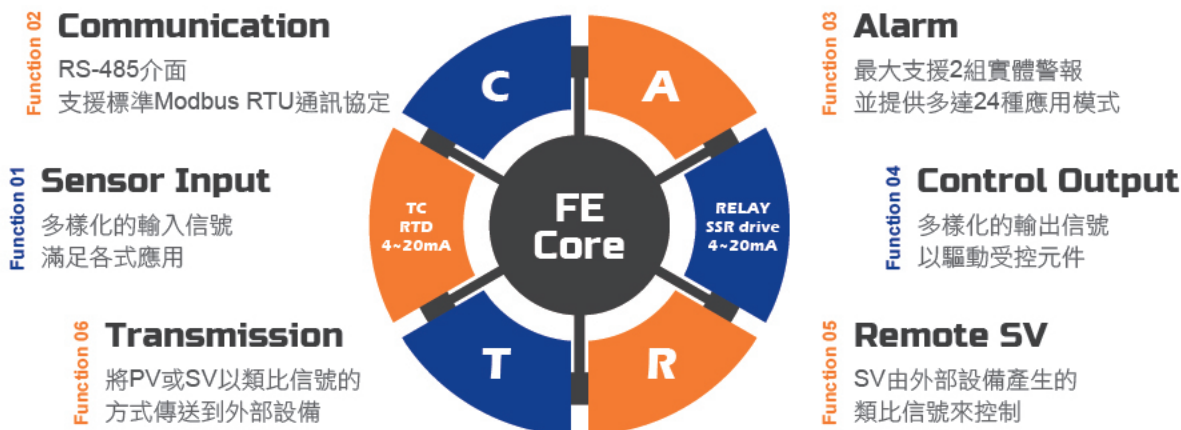 Function 02
Communication
RS-485介面
支援標準Modbus RTU通訊協定
Function 01
Sensor Input
多樣化的輸入信號
滿足各式應用
Function 06
Transmission
將PV或SV以類比信號的
方式傳送到外部設備
C
A
TC
RTD
4~20mA
FE
Core
RELAY
SSR drive
4~20mA
T
R
Function 03
Alarm
最大支援2組實體警報
並提供多達24種應用模式
Function 04
Control Output
多樣化的輸出信號
以驅動受控元件
Function 05
Remote SV
SV由外部設備產生的
類比信號來控制